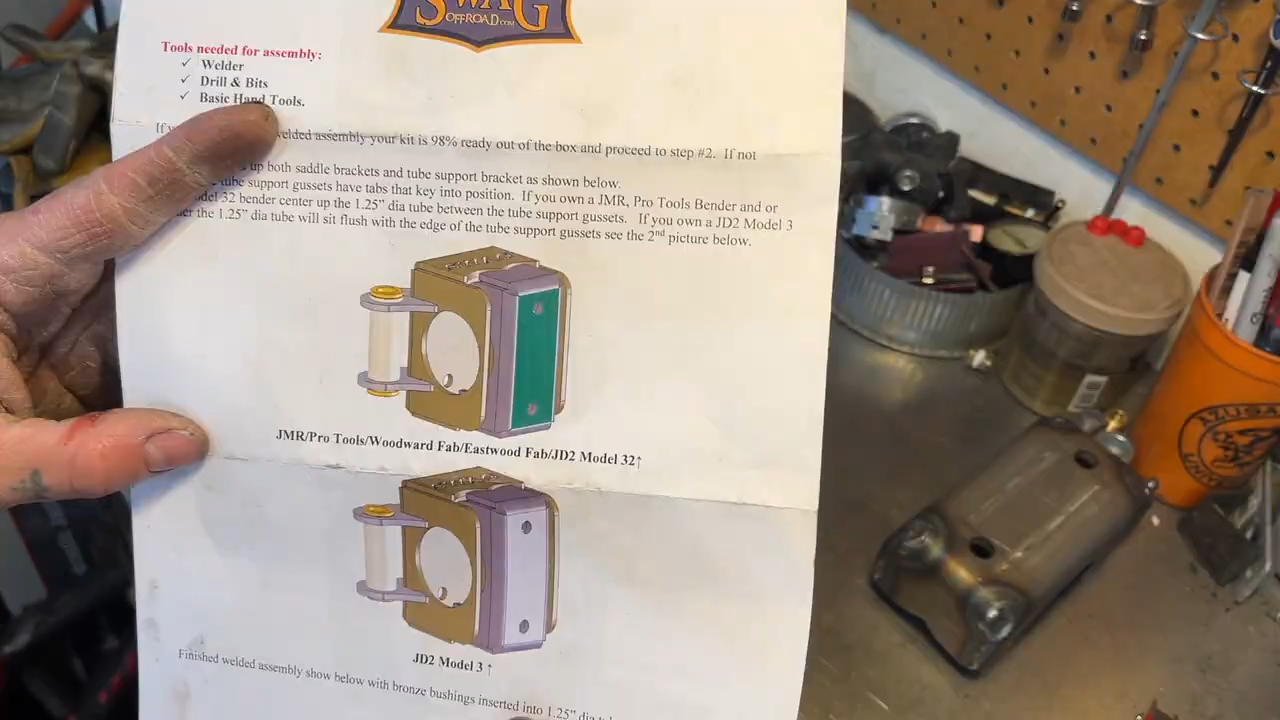 SWAG
OFFROAD.COM
Tools needed for assembly:
✓ Welder
✓ Drill & Bits
✓ Basic Hand Tools.
welded assembly your kit is 98% ready out of the box and proceed to step #2. If not
up both saddle brackets and tube support bracket as shown below.
tube support gussets have tabs that key into position. If you own a JMR, Pro Tools Bender and or
32 bender center up the 1.25” dia tube between the tube support gussets. If you own a JD2 Model 3
the 1.25” dia tube will sit flush with the edge of the tube support gussets see the 2nd picture below.
JMR/Pro Tools/Woodward Fab/Eastwood Fab/JD2 Model 32↑
JD2 Model 3 ↑
Finished welded assembly show below with bronze bushings inserted into 1.25” dia
AZUSA